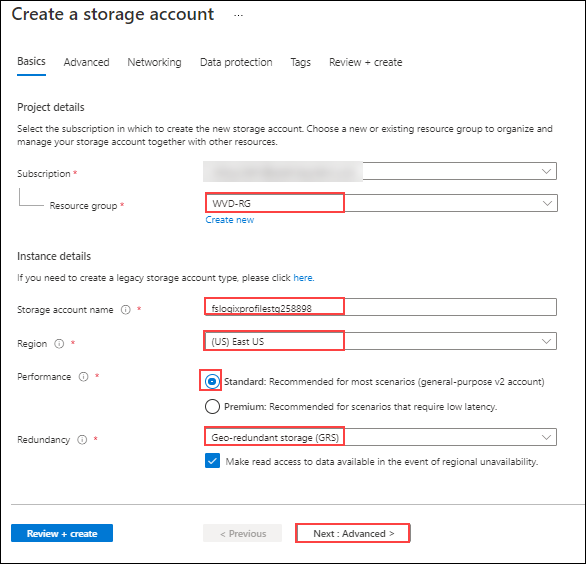 Create a storage account ...
Basics Advanced Networking Data protection Tags Review + create
Project details
Select the subscription in which to create the new storage account. Choose a new or existing resource group to organize and
manage your storage account together with other resources.
Subscription *
Resource group * WVD-RG
Create new
Instance details
If you need to create a legacy storage account type, please click here.
Storage account name * fslogixprofilestg258898
Region * (US) East US
Performance * Standard: Recommended for most scenarios (general-purpose v2 account)
Premium: Recommended for scenarios that require low latency.
Redundancy * Geo-redundant storage (GRS)
Make read access to data available in the event of regional unavailability.
Review + create < Previous Next : Advanced >